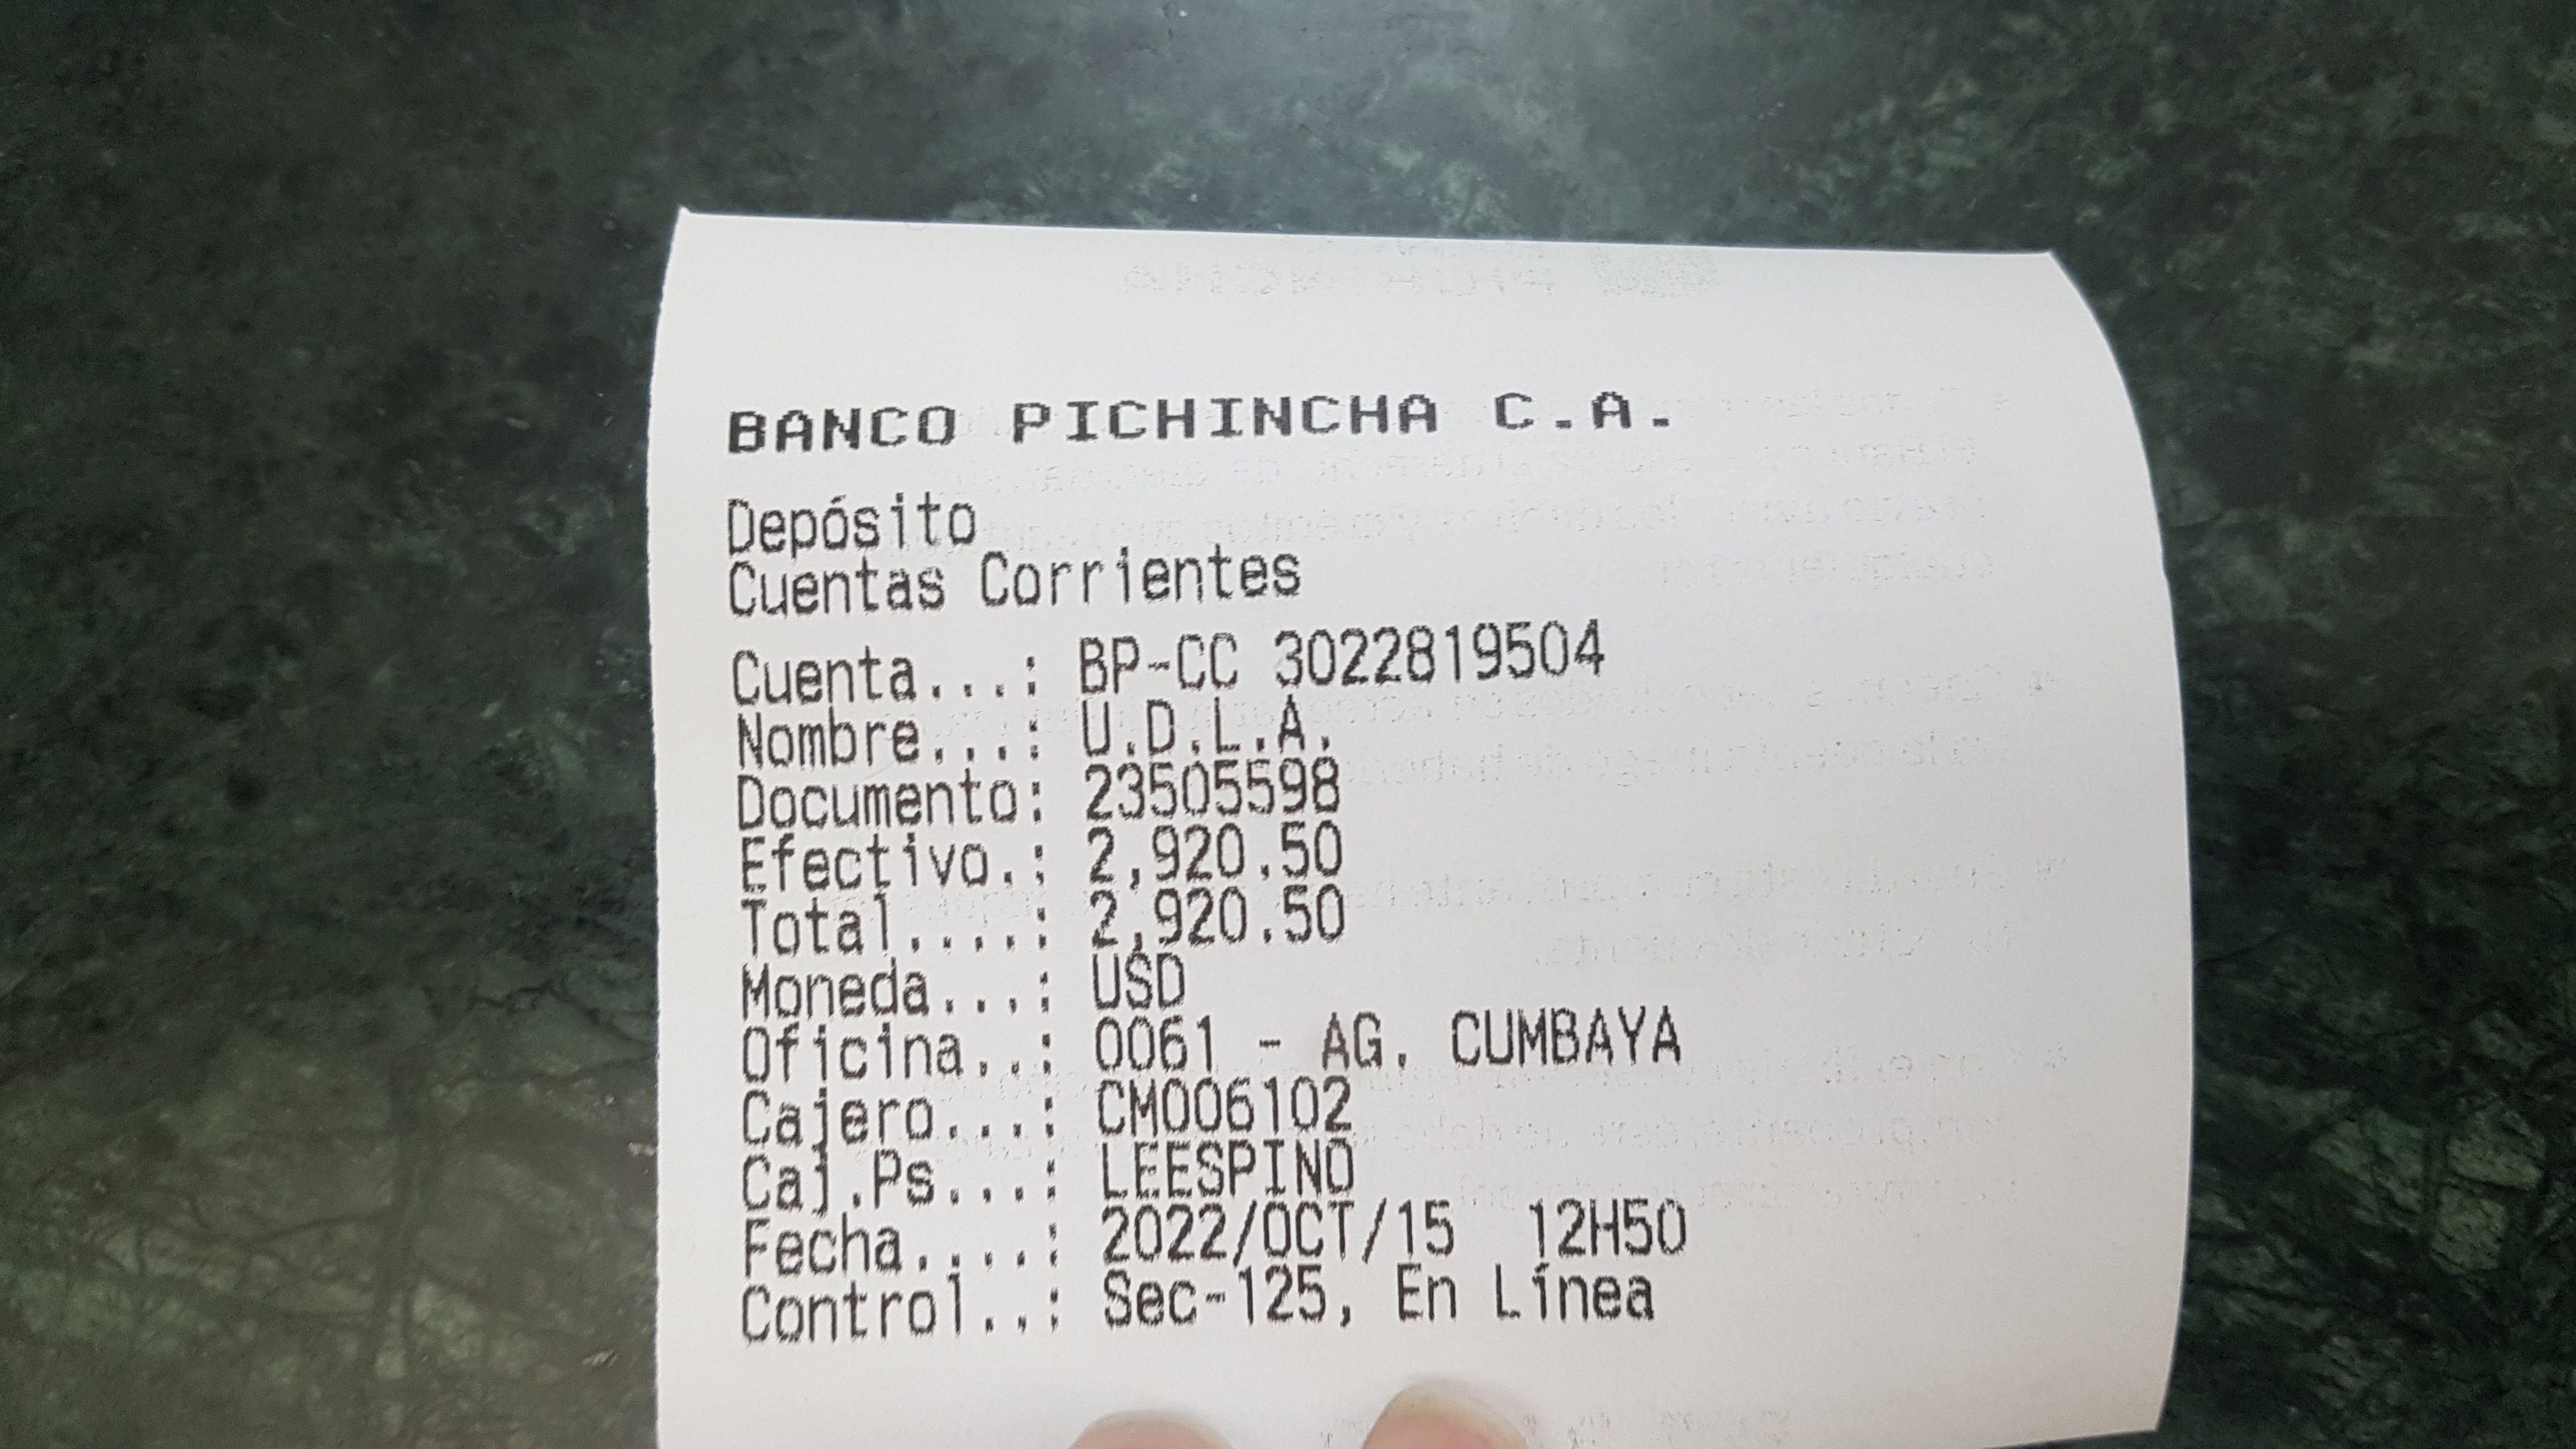 BANCO PICHINCHA C.A.
Depósito
Cuentas Corrientes
Cuenta...: BP-CC 3022819504
Nombre...: U.D.L.A.
Documento: 23505598
Efectivo.: 2,920.50
Total....: 2,920.50
Moneda...: USD
Oficina..: 0061 - AG. CUMBAYA
Cajero...: CM006102
Caj.Ps...: LEESPINO
Fecha....: 2022/OCT/15 12H50
Control..: Sec-125, En Línea